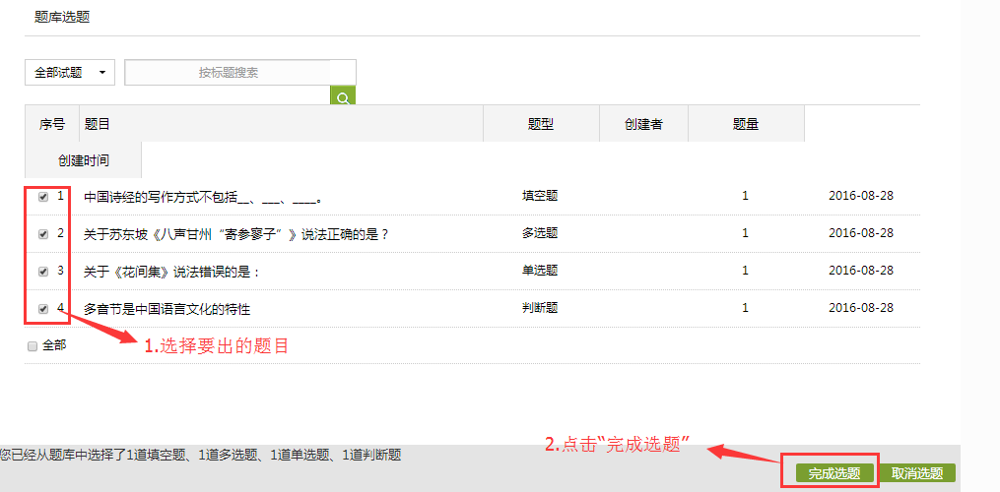 题库选题
全部试题 按标题搜索
序号 题目 题型 创建者 题量
创建时间
1 中国诗经的写作方式不包括__、___、____。 填空题 1 2016-08-28
2 关于苏东坡《八声甘州“寄参寥子”》说法正确的是？ 多选题 1 2016-08-28
3 关于《花间集》说法错误的是： 单选题 1 2016-08-28
4 多音节是中国语言文化的特性 判断题 1 2016-08-28
全部
1.选择要出的题目
2.点击“完成选题”
您已经从题库中选择了1道填空题、1道多选题、1道单选题、1道判断题
完成选题 取消选题